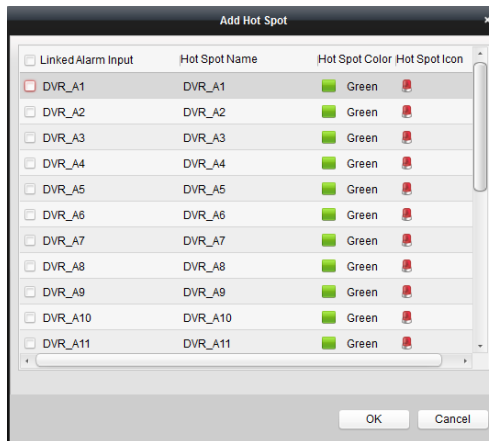 Add Hot Spot
Linked Alarm Input Hot Spot Name Hot Spot Color Hot Spot Icon
DVR_A1 DVR_A1 Green
DVR_A2 DVR_A2 Green
DVR_A3 DVR_A3 Green
DVR_A4 DVR_A4 Green
DVR_A5 DVR_A5 Green
DVR_A6 DVR_A6 Green
DVR_A7 DVR_A7 Green
DVR_A8 DVR_A8 Green
DVR_A9 DVR_A9 Green
DVR_A10 DVR_A10 Green
DVR_A11 DVR_A11 Green
OK Cancel